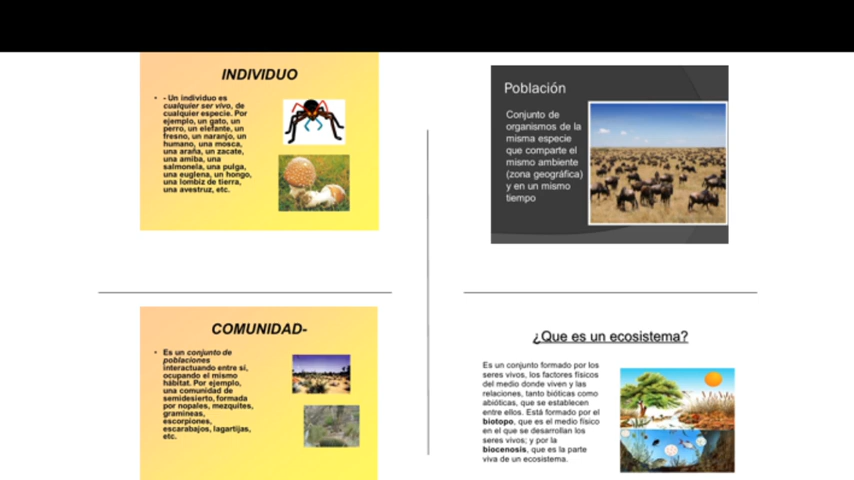 INDIVIDUO
• - Un individuo es
cualquier ser vivo, de
cualquier especie. Por
ejemplo, un gato, un
perro, un elefante, un
fresno, un naranjo, un
humano, una mosca,
una araña, un zacate,
una amiba, una
salmonela, una pulga,
una euglena, un hongo,
una lombiz de tierra,
una avestruz, etc.
Población
Conjunto de
organismos de la
misma especie
que comparte el
mismo ambiente
(zona geográfica)
y en un mismo
tiempo
COMUNIDAD-
• Es un conjunto de
poblaciones
interactuando entre sí,
ocupando el mismo
hábitat. Por ejemplo,
una comunidad de
semidesierto, formada
por nopales, mezquites,
gramíneas,
escorpiones,
escarabajos, lagartijas,
etc.
¿Que es un ecosistema?
Es un conjunto formado por los
seres vivos, los factores físicos
del medio donde viven y las
relaciones, tanto bióticas como
abióticas, que se establecen
entre ellos. Está formado por el
biotopo, que es el medio físico
en el que se desarrollan los
seres vivos; y por la
biocenosis, que es la parte
viva de un ecosistema.